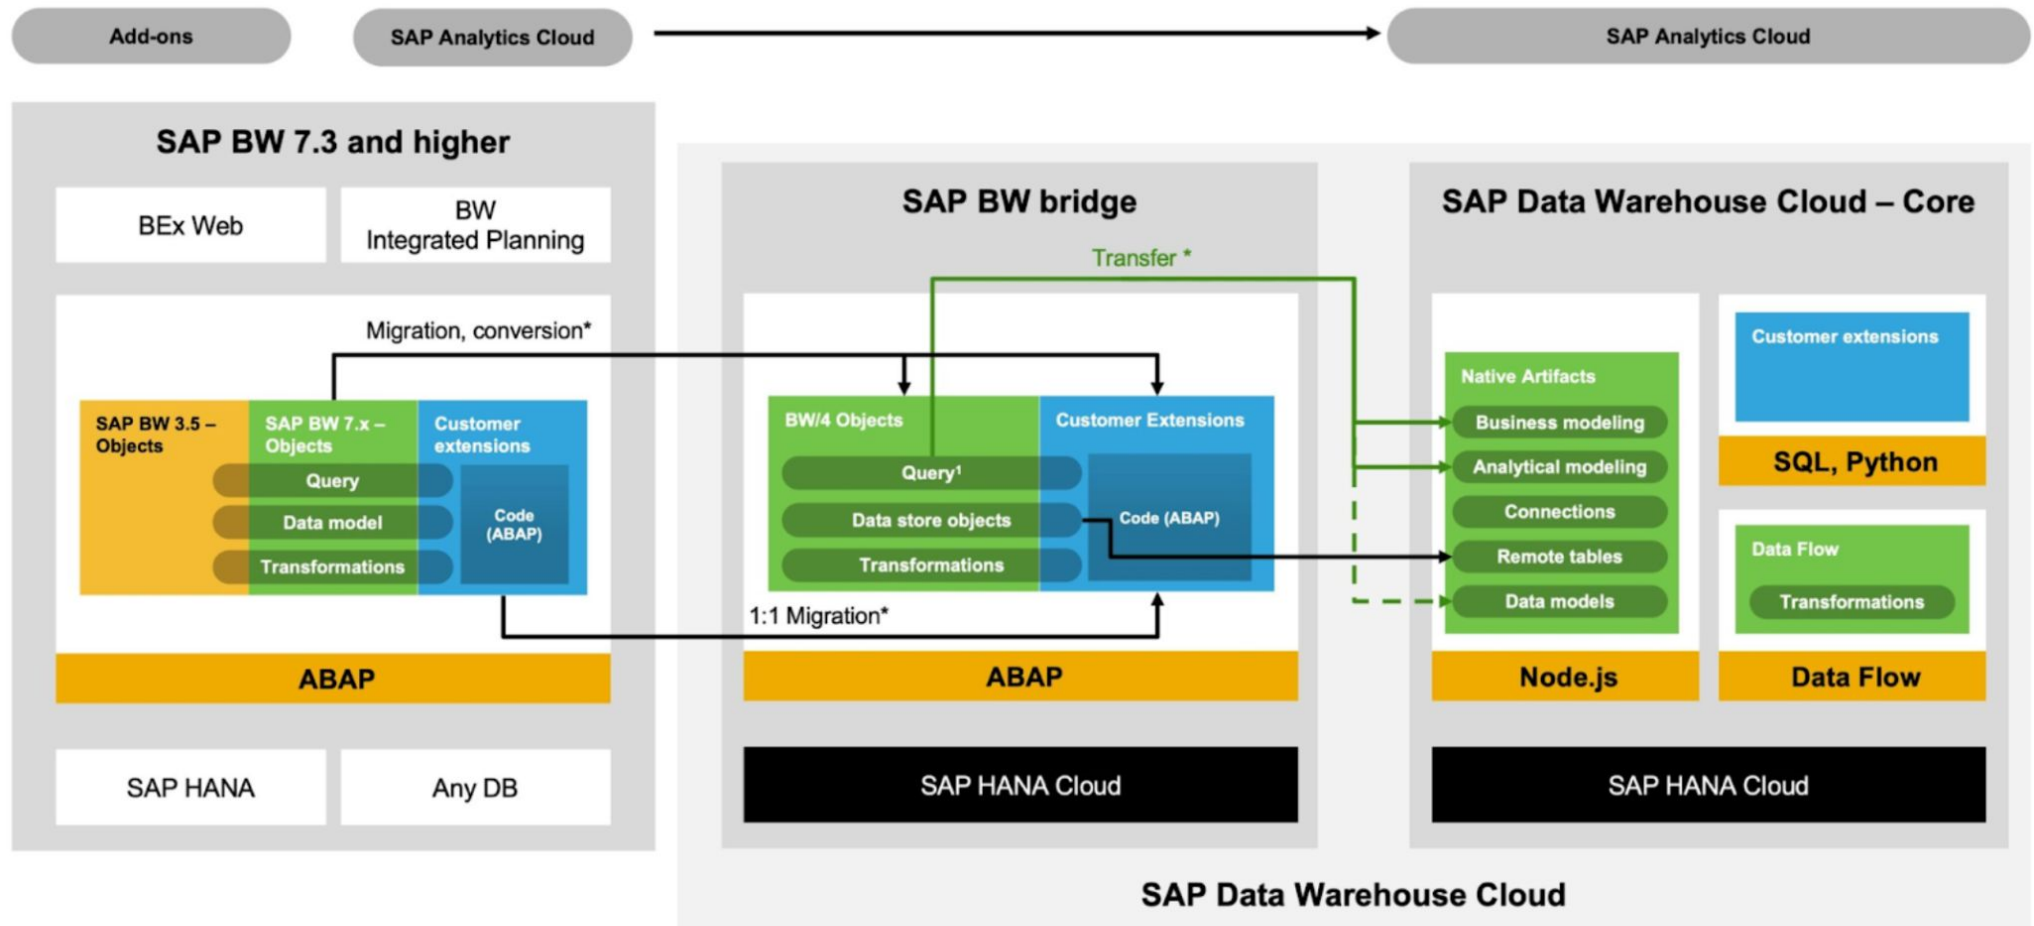 Add-ons
SAP Analytics Cloud
SAP Analytics Cloud
SAP BW 7.3 and higher
BEx Web
BW
Integrated Planning
Migration, conversion*
SAP BW 3.5 –
Objects
SAP BW 7.x –
Objects
Customer
extensions
Query
Data model
Transformations
Code
(ABAP)
ABAP
SAP HANA
Any DB
SAP BW bridge
Transfer *
BW/4 Objects
Customer Extensions
Query¹
Data store objects
Transformations
Code (ABAP)
1:1 Migration*
ABAP
SAP HANA Cloud
SAP Data Warehouse Cloud – Core
Native Artifacts
Business modeling
Analytical modeling
Connections
Remote tables
Data models
Node.js
Customer extensions
SQL, Python
Data Flow
Transformations
Data Flow
SAP HANA Cloud
SAP Data Warehouse Cloud